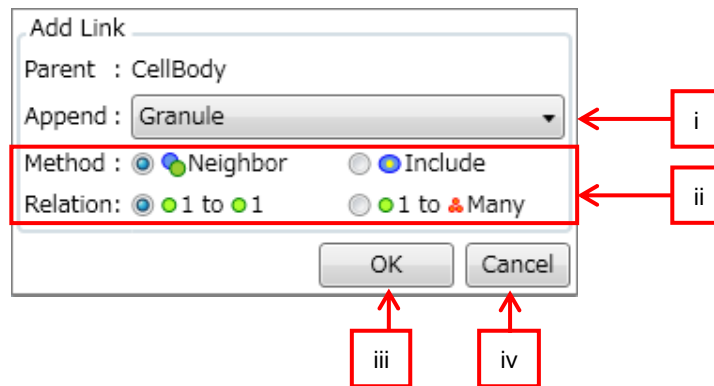 Add Link
Parent : CellBody
Append : Granule
i
Method : Neighbor Include
ii
Relation: 1 to 1 1 to Many
OK Cancel
iii iv